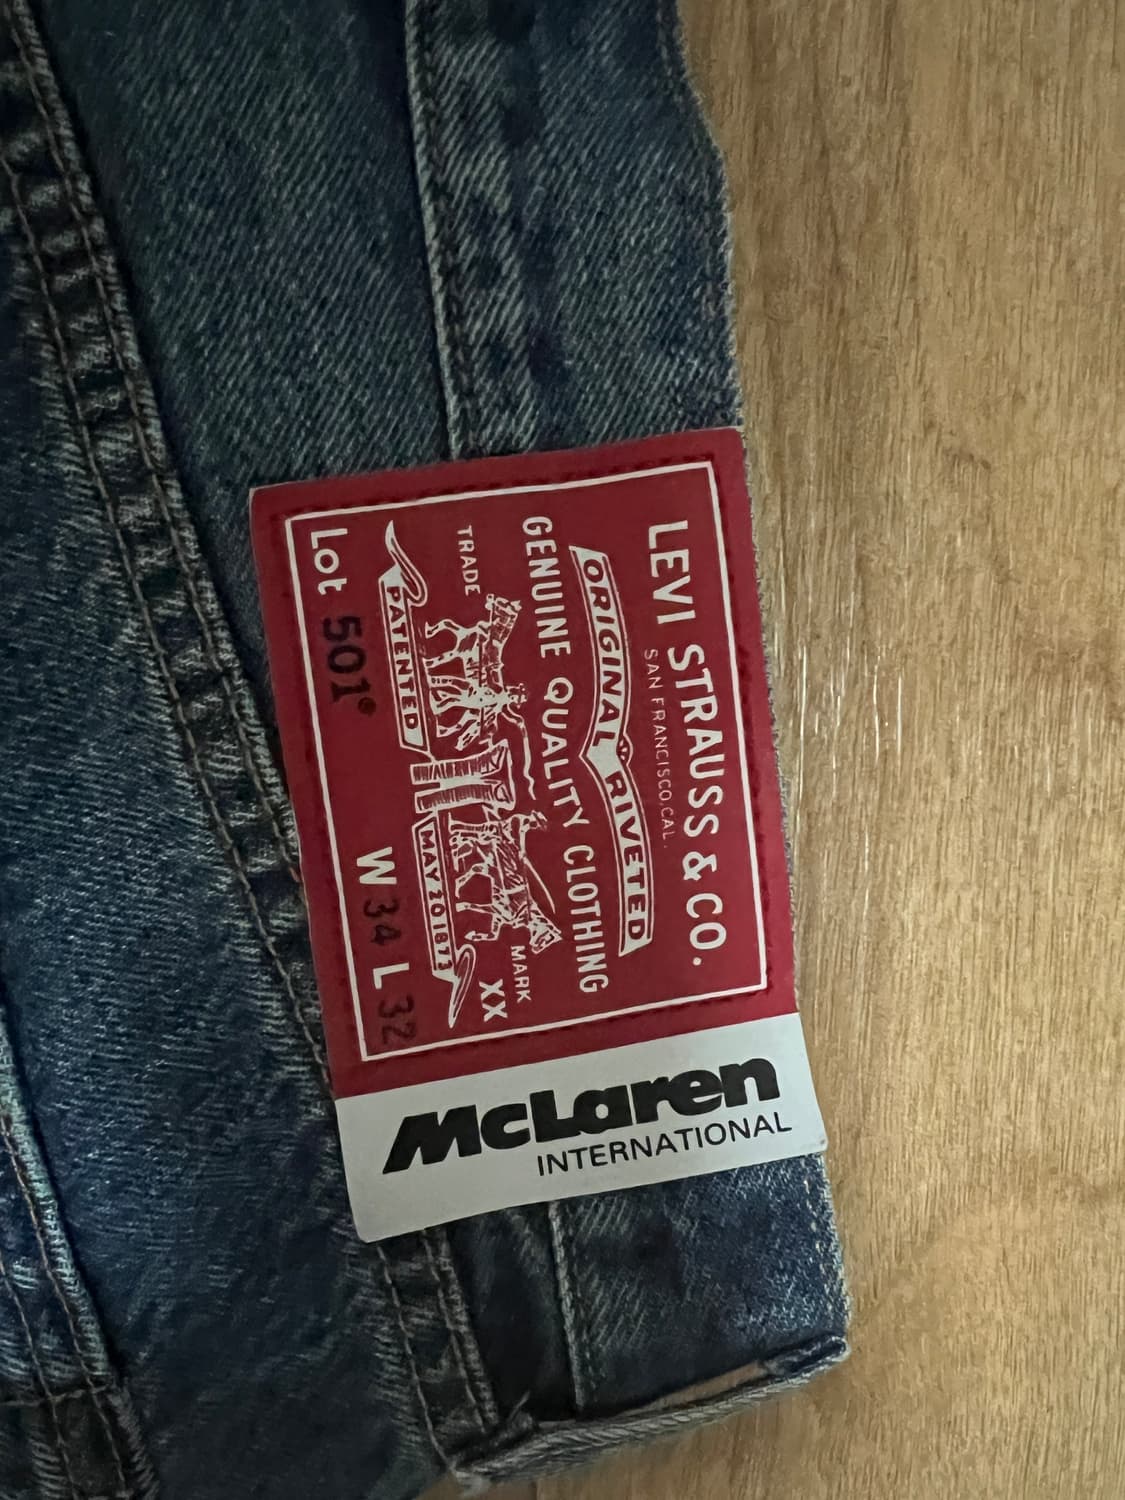 LEVI STRAUSS & CO.
SAN FRANCISCO, CAL.
ORIGINAL RIVETED
GENUINE QUALITY CLOTHING
TRADE MARK
XX
PATENTED MAY 20 1873
Lot 501® W 34 L 32
McLaren
INTERNATIONAL